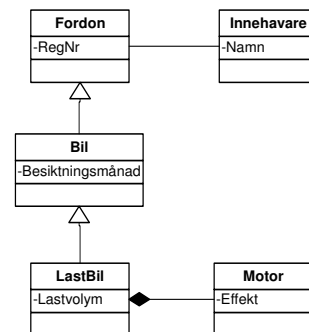 Fordon
-RegNr
Innehavare
-Namn
Bil
-Besiktningsmånad
LastBil
-Lastvolym
Motor
-Effekt